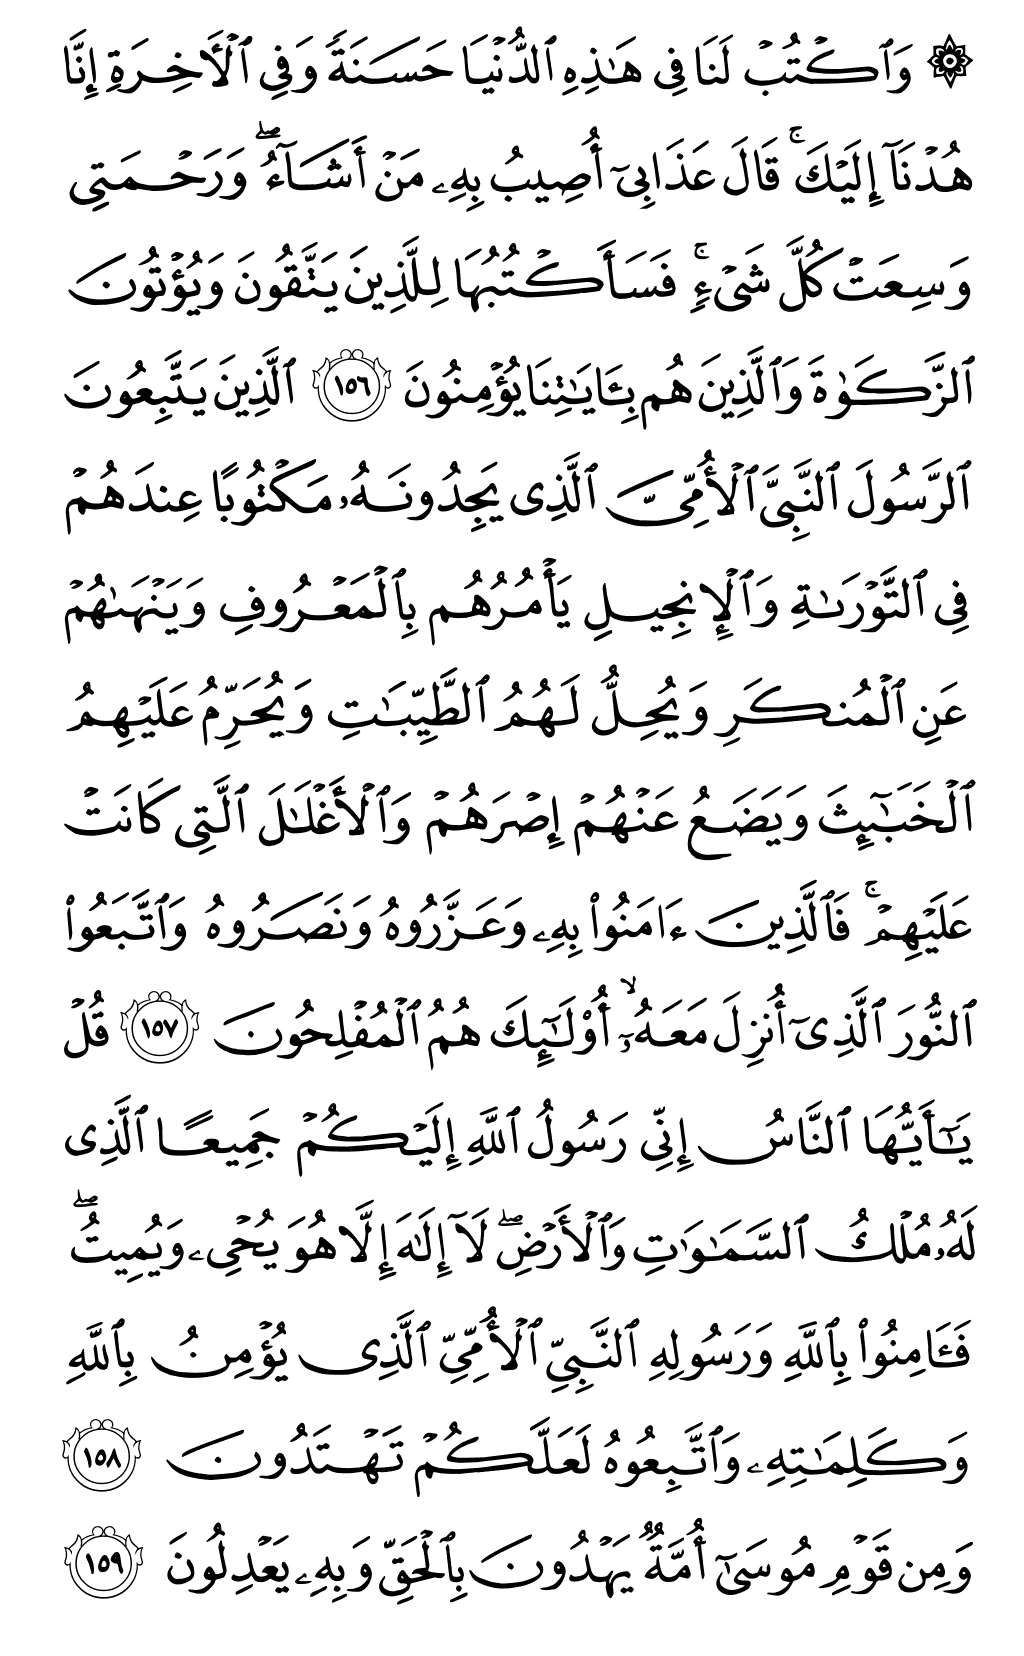 ۞ وَٱكْتُبْ لَنَا فِى هَـٰذِهِ ٱلدُّنْيَا حَسَنَةً وَفِى ٱلْـَٔاخِرَةِ إِنَّا
هُدْنَآ إِلَيْكَ ۚ قَالَ عَذَابِىٓ أُصِيبُ بِهِۦ مَنْ أَشَآءُ ۖ وَرَحْمَتِى
وَسِعَتْ كُلَّ شَىْءٍ ۚ فَسَأَكْتُبُهَا لِلَّذِينَ يَتَّقُونَ وَيُؤْتُونَ
ٱلزَّكَوٰةَ وَٱلَّذِينَ هُم بِـَٔايَـٰتِنَا يُؤْمِنُونَ ١٥٦ ٱلَّذِينَ يَتَّبِعُونَ
ٱلرَّسُولَ ٱلنَّبِىَّ ٱلْأُمِّىَّ ٱلَّذِى يَجِدُونَهُۥ مَكْتُوبًا عِندَهُمْ
فِى ٱلتَّوْرَىٰةِ وَٱلْإِنجِيلِ يَأْمُرُهُم بِٱلْمَعْرُوفِ وَيَنْهَىٰهُمْ
عَنِ ٱلْمُنكَرِ وَيُحِلُّ لَهُمُ ٱلطَّيِّبَـٰتِ وَيُحَرِّمُ عَلَيْهِمُ
ٱلْخَبَـٰٓئِثَ وَيَضَعُ عَنْهُمْ إِصْرَهُمْ وَٱلْأَغْلَـٰلَ ٱلَّتِى كَانَتْ
عَلَيْهِمْ ۚ فَٱلَّذِينَ ءَامَنُوا۟ بِهِۦ وَعَزَّرُوهُ وَنَصَرُوهُ وَٱتَّبَعُوا۟
ٱلنُّورَ ٱلَّذِىٓ أُنزِلَ مَعَهُۥٓ ۙ أُو۟لَـٰٓئِكَ هُمُ ٱلْمُفْلِحُونَ ١٥٧ قُلْ
يَـٰٓأَيُّهَا ٱلنَّاسُ إِنِّى رَسُولُ ٱللَّهِ إِلَيْكُمْ جَمِيعًا ٱلَّذِى
لَهُۥ مُلْكُ ٱلسَّمَـٰوَٰتِ وَٱلْأَرْضِ ۖ لَآ إِلَـٰهَ إِلَّا هُوَ يُحْىِۦ وَيُمِيتُ ۖ
فَـَٔامِنُوا۟ بِٱللَّهِ وَرَسُولِهِ ٱلنَّبِىِّ ٱلْأُمِّىِّ ٱلَّذِى يُؤْمِنُ بِٱللَّهِ
وَكَلِمَـٰتِهِۦ وَٱتَّبِعُوهُ لَعَلَّكُمْ تَهْتَدُونَ ١٥٨
وَمِن قَوْمِ مُوسَىٰٓ أُمَّةٌ يَهْدُونَ بِٱلْحَقِّ وَبِهِۦ يَعْدِلُونَ ١٥٩